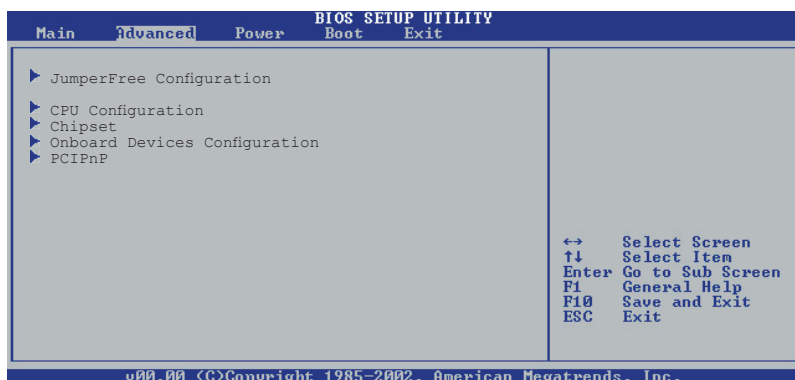 BIOS SETUP UTILITY
Main Advanced Power Boot Exit
JumperFree Configuration
CPU Configuration
Chipset
Onboard Devices Configuration
PCIPnP
←→ Select Screen
↑↓ Select Item
Enter Go to Sub Screen
F1 General Help
F10 Save and Exit
ESC Exit
v00.00 (C)Copyright 1985-2002, American Megatrends, Inc.